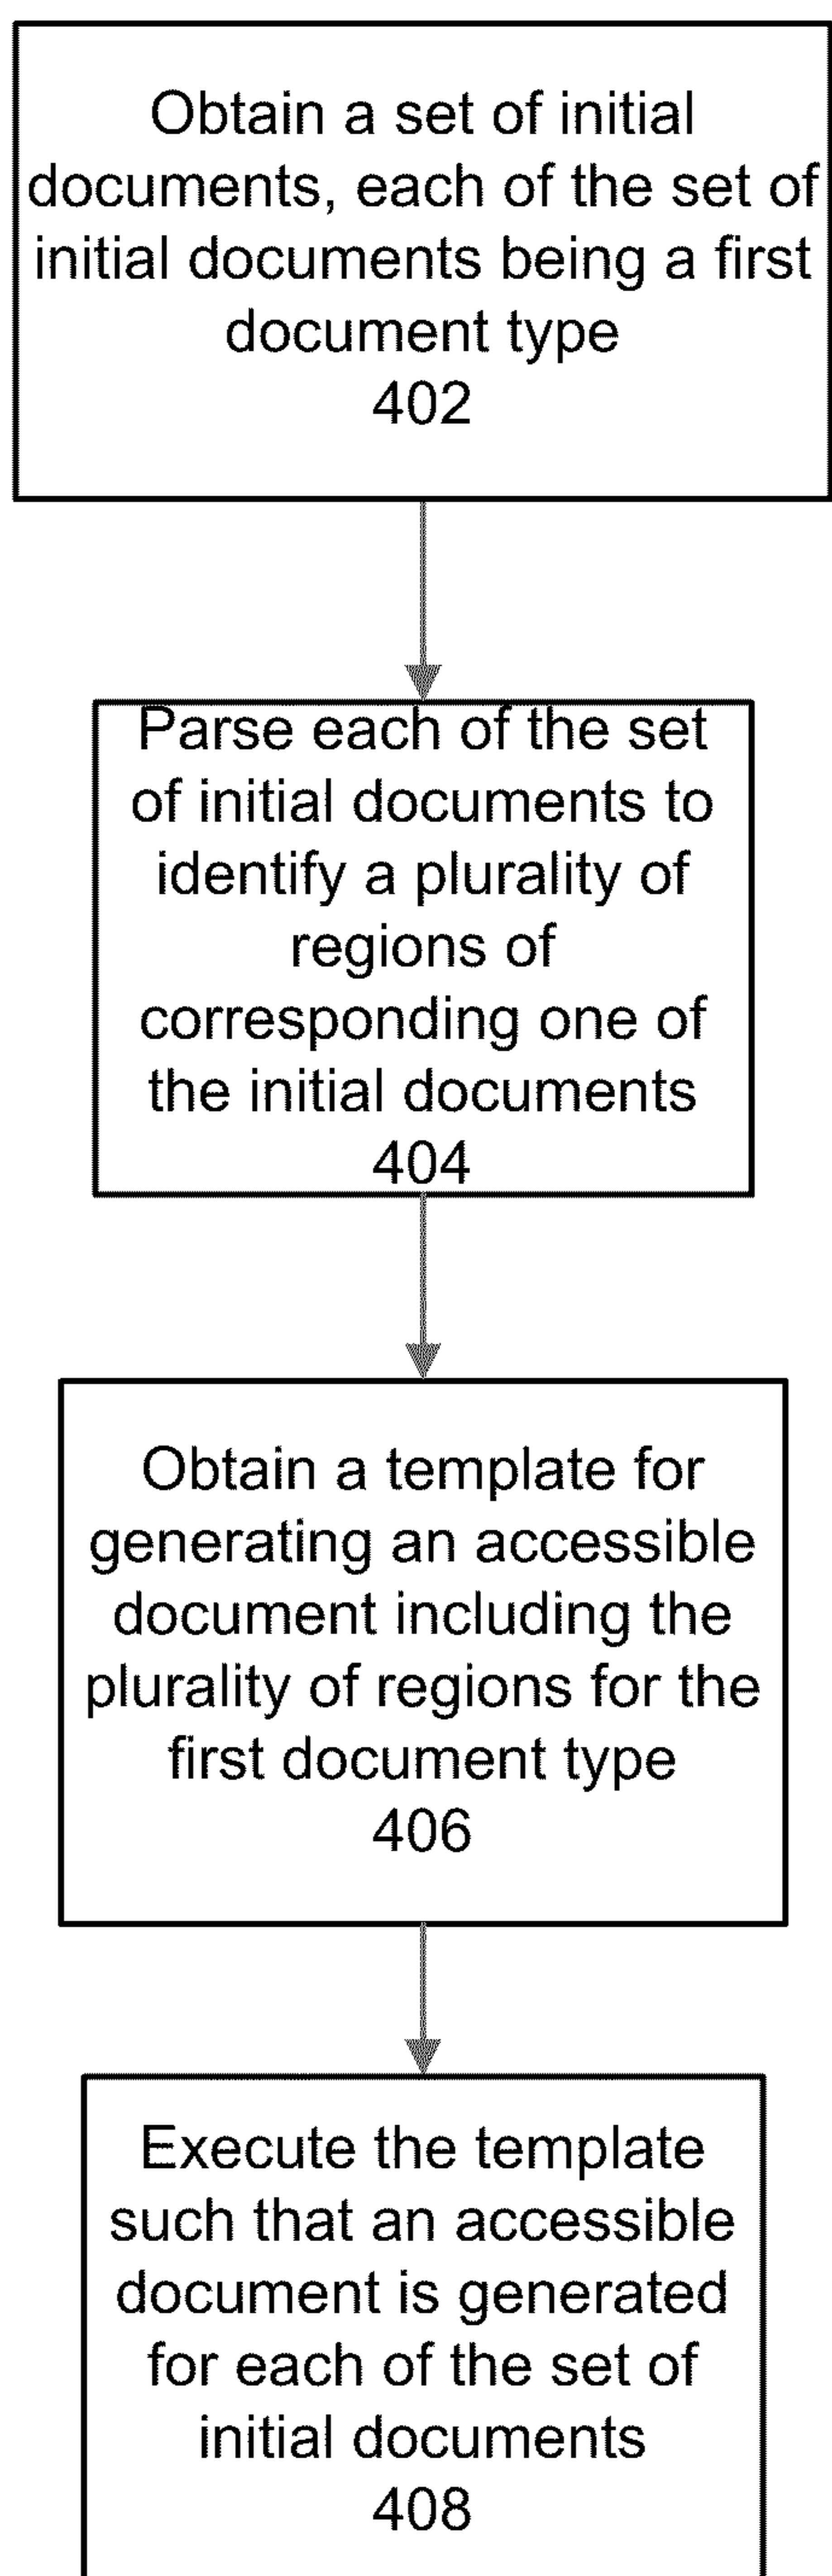 Obtain a set of initial
documents, each of the set of
initial documents being a first
document type
402
Parse each of the set
of initial documents to
identify a plurality of
regions of
corresponding one of
the initial documents
404
Obtain a template for
generating an accessible
document including the
plurality of regions for the
first document type
406
Execute the template
such that an accessible
document is generated
for each of the set of
initial documents
408